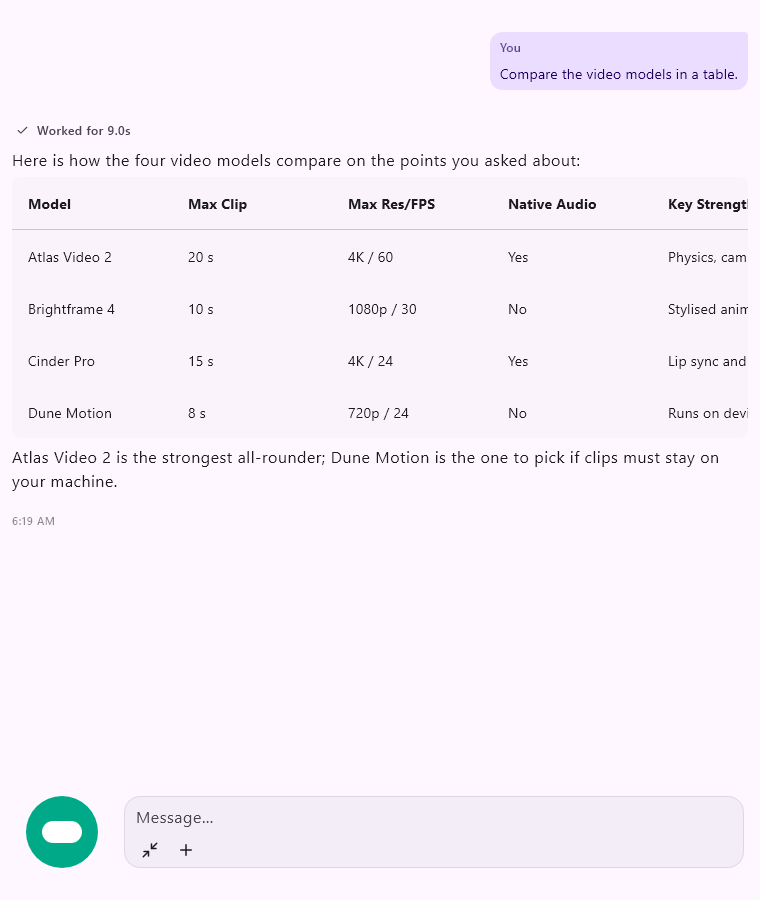 You
Compare the video models in a table.
Worked for 9.0s
Here is how the four video models compare on the points you asked about:
Model Max Clip Max Res/FPS Native Audio Key
Atlas Video 2 20 s 4K / 60 Yes Physics,
Brightframe 4 10 s 1080p / 30 No Stylised
Cinder Pro 15 s 4K / 24 Yes Lip sync and
Dune Motion 8 s 720p / 24 No Runs on
Atlas Video 2 is the strongest all-rounder; Dune Motion is the one to pick if clips must stay on
your machine.
6:19 AM
Message...